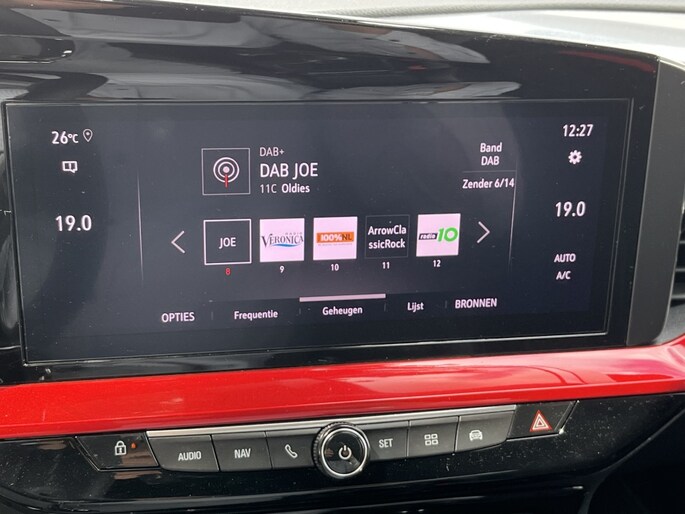 26°C
12:27
DAB+
DAB JOE
11C Oldies
Band
DAB
Zender 6/14
19.0
19.0
JOE
RADIO
VERONICA
100%NL
ArrowCla
ssicRock
radio 10
8
9
10
11
12
AUTO
A/C
OPTIES
Frequentie
Geheugen
Lijst
BRONNEN
AUDIO
NAV
SET